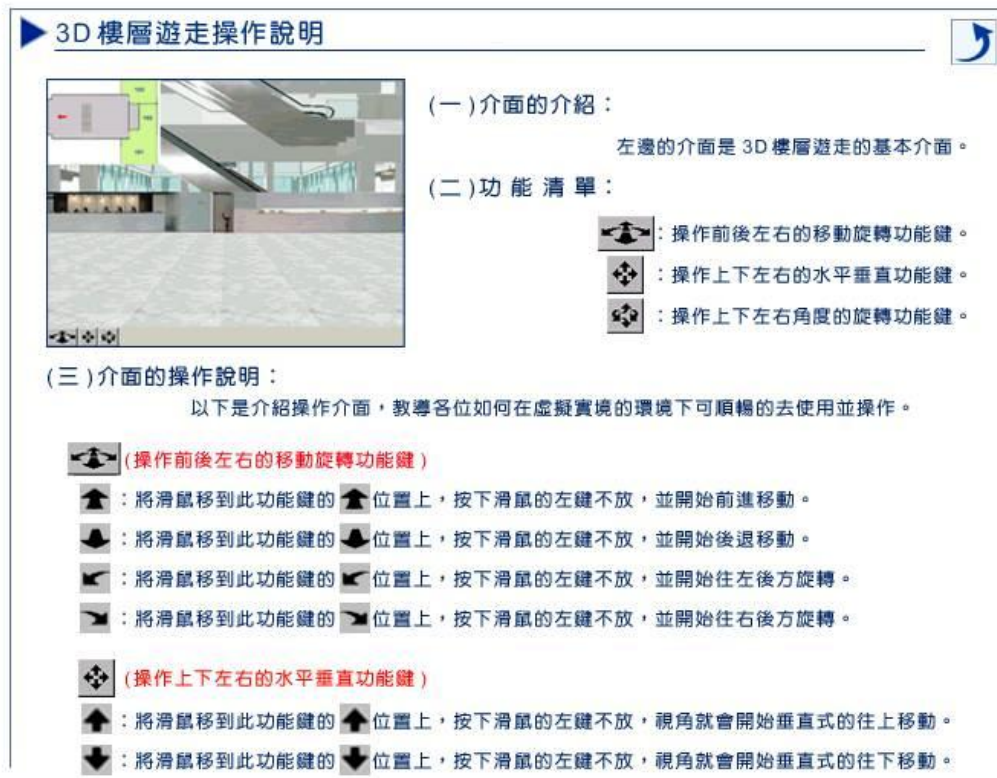 3D 樓層遊走操作說明
(一)介面的介紹：
左邊的介面是 3D 樓層遊走的基本介面。
(二)功 能 清 單：
：操作前後左右的移動旋轉功能鍵。
：操作上下左右的水平垂直功能鍵。
：操作上下左右角度的旋轉功能鍵。
(三)介面的操作說明：
以下是介紹操作介面，教導各位如何在虛擬實境的環境下可順暢的去使用並操作。
(操作前後左右的移動旋轉功能鍵)
：將滑鼠移到此功能鍵的 位置上，按下滑鼠的左鍵不放，並開始前進移動。
：將滑鼠移到此功能鍵的 位置上，按下滑鼠的左鍵不放，並開始後退移動。
：將滑鼠移到此功能鍵的 位置上，按下滑鼠的左鍵不放，並開始往左後方旋轉。
：將滑鼠移到此功能鍵的 位置上，按下滑鼠的左鍵不放，並開始往右後方旋轉。
(操作上下左右的水平垂直功能鍵)
：將滑鼠移到此功能鍵的 位置上，按下滑鼠的左鍵不放，視角就會開始垂直式的往上移動。
：將滑鼠移到此功能鍵的 位置上，按下滑鼠的左鍵不放，視角就會開始垂直式的往下移動。